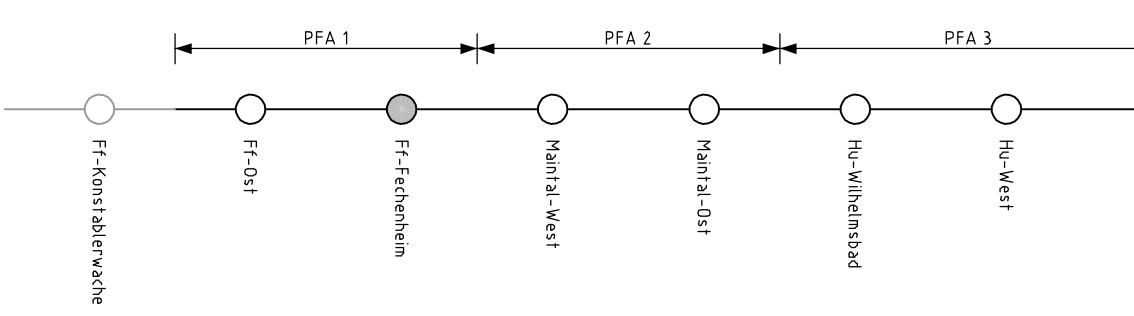 PFA 1
PFA 2
PFA 3
Ff-Konstablerwache
Ff-Ost
Ff-Fechenheim
Maintal-West
Maintal-Ost
Hu-Wilhelmsbad
Hu-West